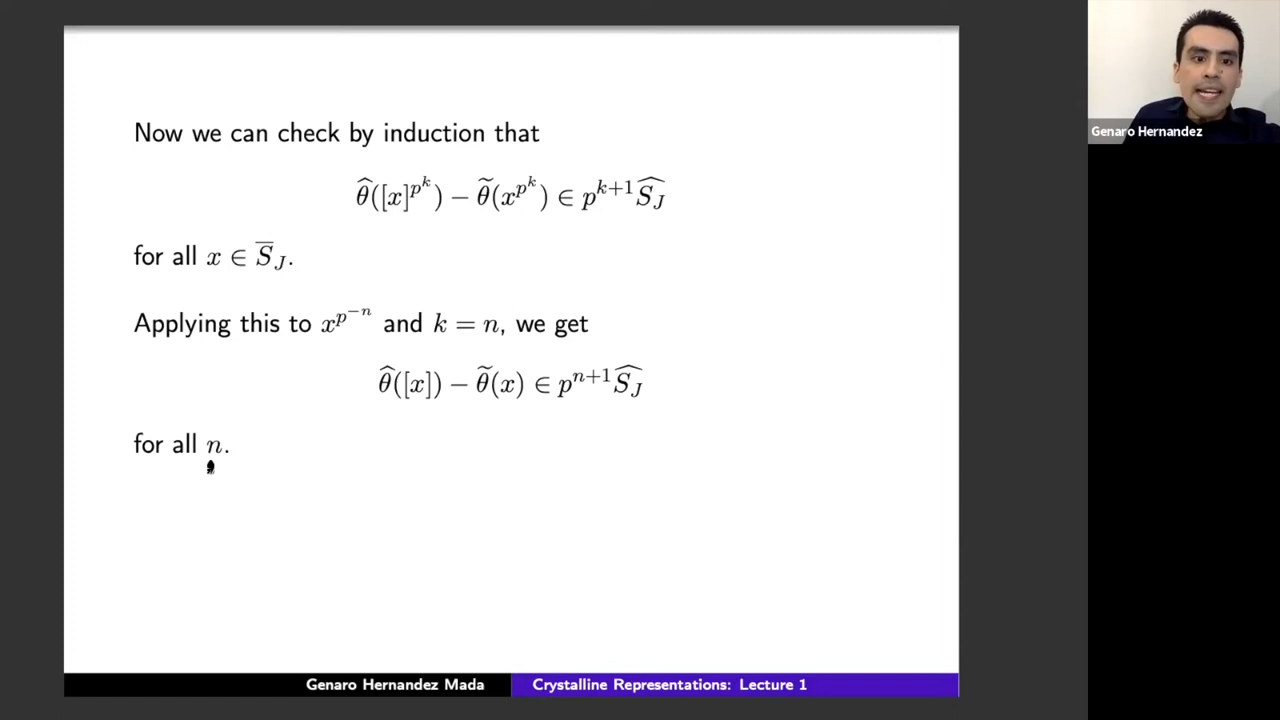 Now we can check by induction that
$\widehat{\theta}([x]^{p^k}) - \widetilde{\theta}(x^{p^k}) \in p^{k+1}\widehat{S_J}$
for all $x \in \overline{S}_J$.
Applying this to $x^{p^{-n}}$ and $k = n$, we get
$\widehat{\theta}([x]) - \widetilde{\theta}(x) \in p^{n+1}\widehat{S_J}$
for all $n$.
Genaro Hernandez Mada
Crystalline Representations: Lecture 1
Genaro Hernandez